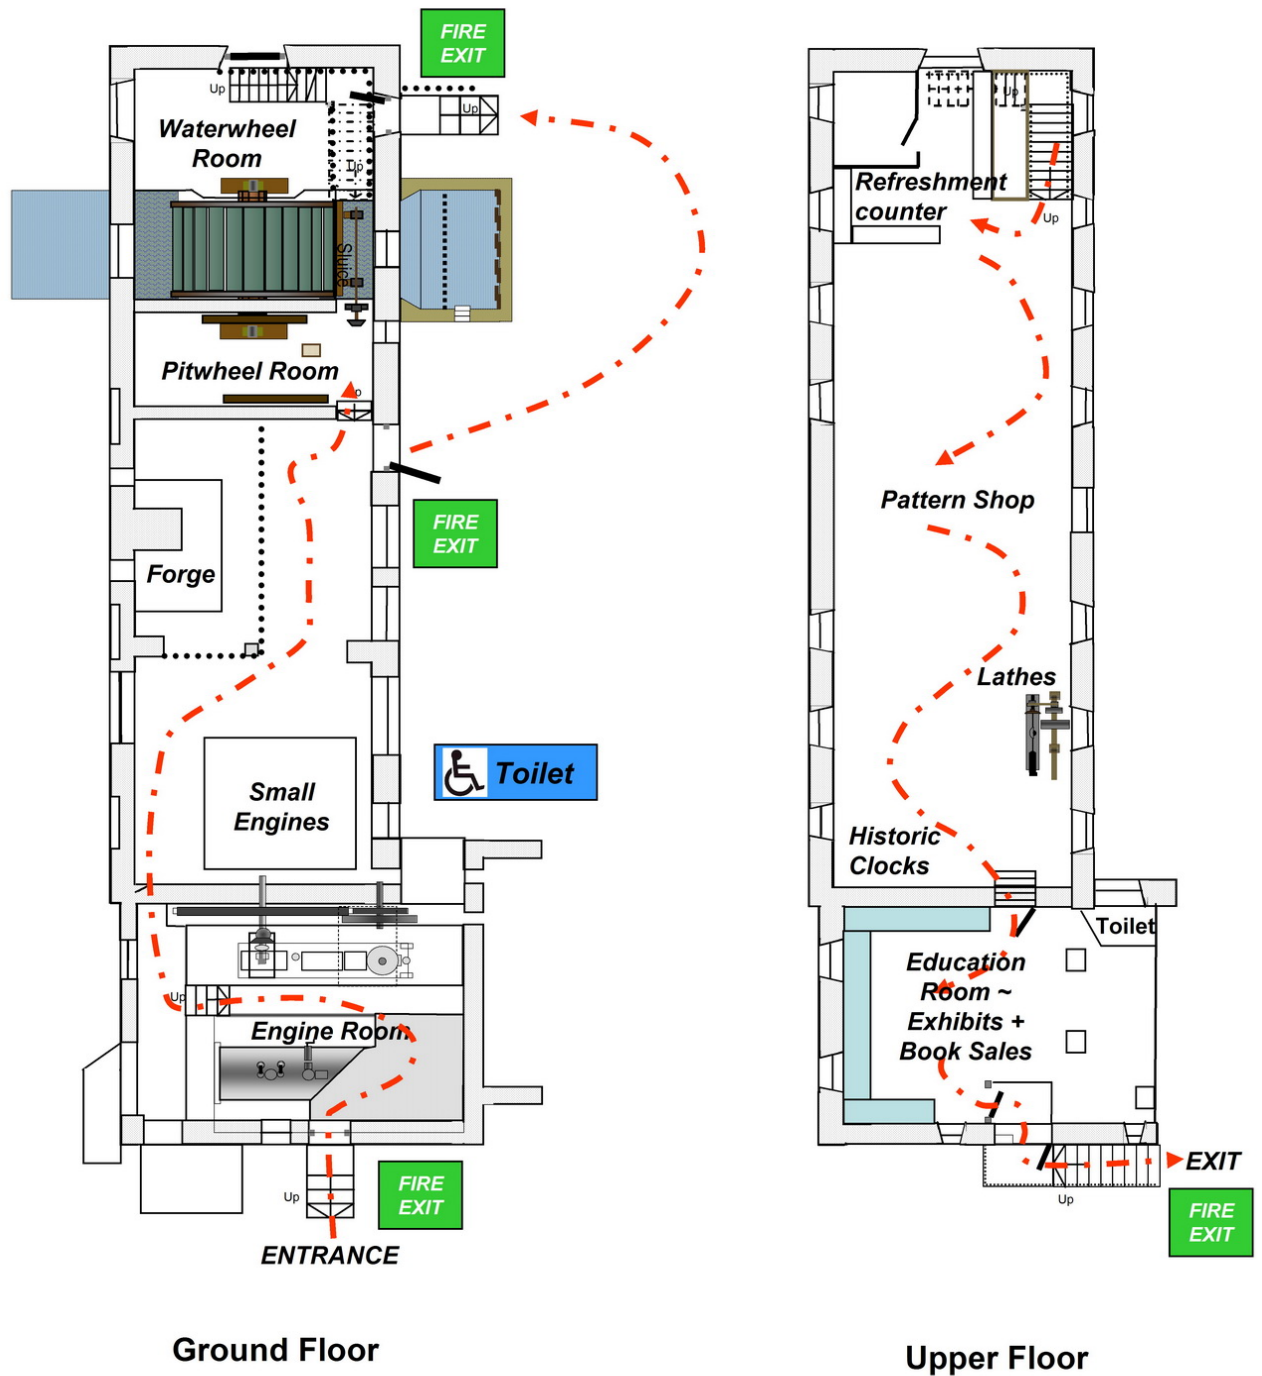 FIRE
EXIT
Up
Up
Waterwheel
Room
Up
Sluice
Pitwheel Room
Up
FIRE
EXIT
Forge
Toilet
Small
Engines
Up
Engine Room
Up
FIRE
EXIT
ENTRANCE
Ground Floor
Up
Refreshment
counter
Up
Pattern Shop
Lathes
Historic
Clocks
Toilet
Education
Room ~
Exhibits +
Book Sales
EXIT
Up
FIRE
EXIT
Upper Floor